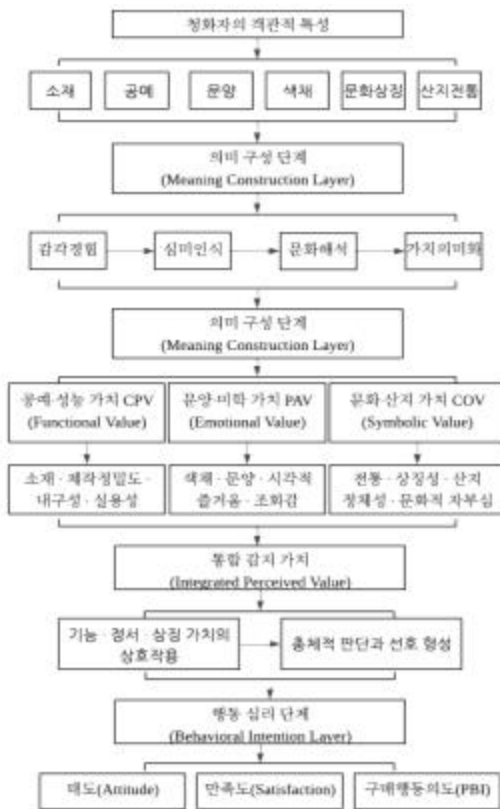 청화자의 객관적 특성
소재 공예 문양 색채 문화상징 산지전통
의미 구성 단계
(Meaning Construction Layer)
감각경험 심미인식 문화해석 가치의미화
의미 구성 단계
(Meaning Construction Layer)
공예·성능 가치 CPV
(Functional Value)
문양·미학 가치 PAV
(Emotional Value)
문화·산지 가치 COV
(Symbolic Value)
소재 · 제작정밀도 ·
내구성 · 실용성
색채 · 문양 · 시각적
즐거움 · 조화감
전통 · 상징성 · 산지
정체성 · 문화적 자부심
통합 감지 가치
(Integrated Perceived Value)
기능 · 정서 · 상징 가치의
상호작용
총체적 판단과 선호 형성
행동 심리 단계
(Behavioral Intention Layer)
태도(Attitude) 만족도(Satisfaction) 구매행동의도(PBI)